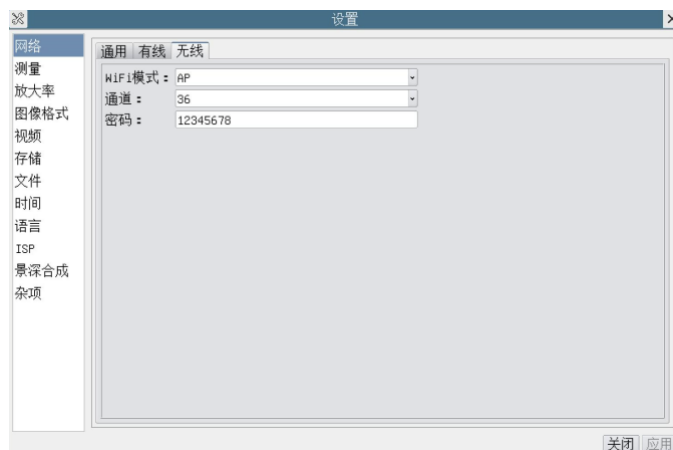 设置
网络
测量
放大率
图像格式
视频
存储
文件
时间
语言
ISP
景深合成
杂项
通用 有线 无线
WiFi模式： AP
通道： 36
密码： 12345678
关闭 应用